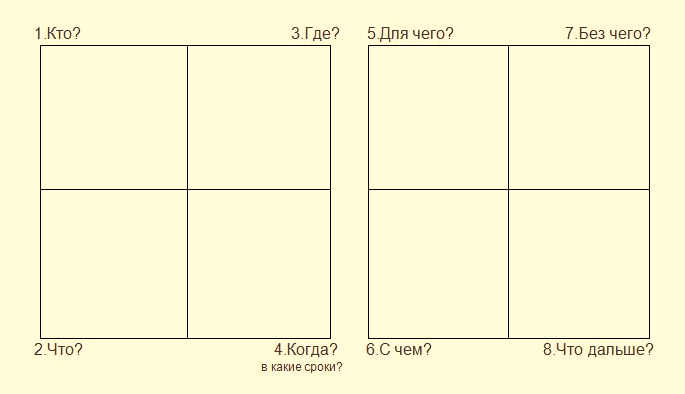 1.Кто?
3.Где?
5.Для чего?
7.Без чего?
2.Что?
4.Когда?
в какие сроки?
6.С чем?
8.Что дальше?